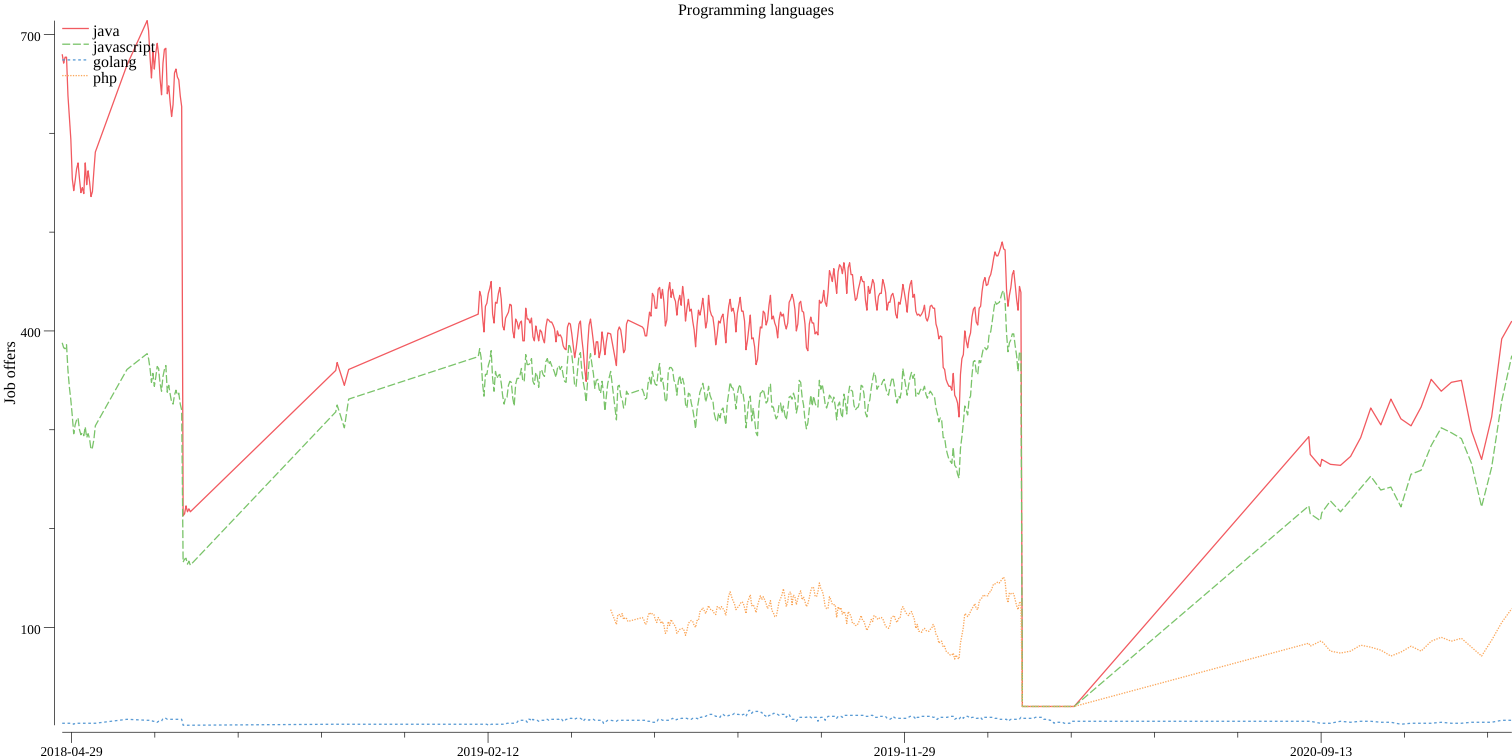 Programming languages
java
javascript
golang
php
700
400
100
Job offers
2018-04-29
2019-02-12
2019-11-29
2020-09-13